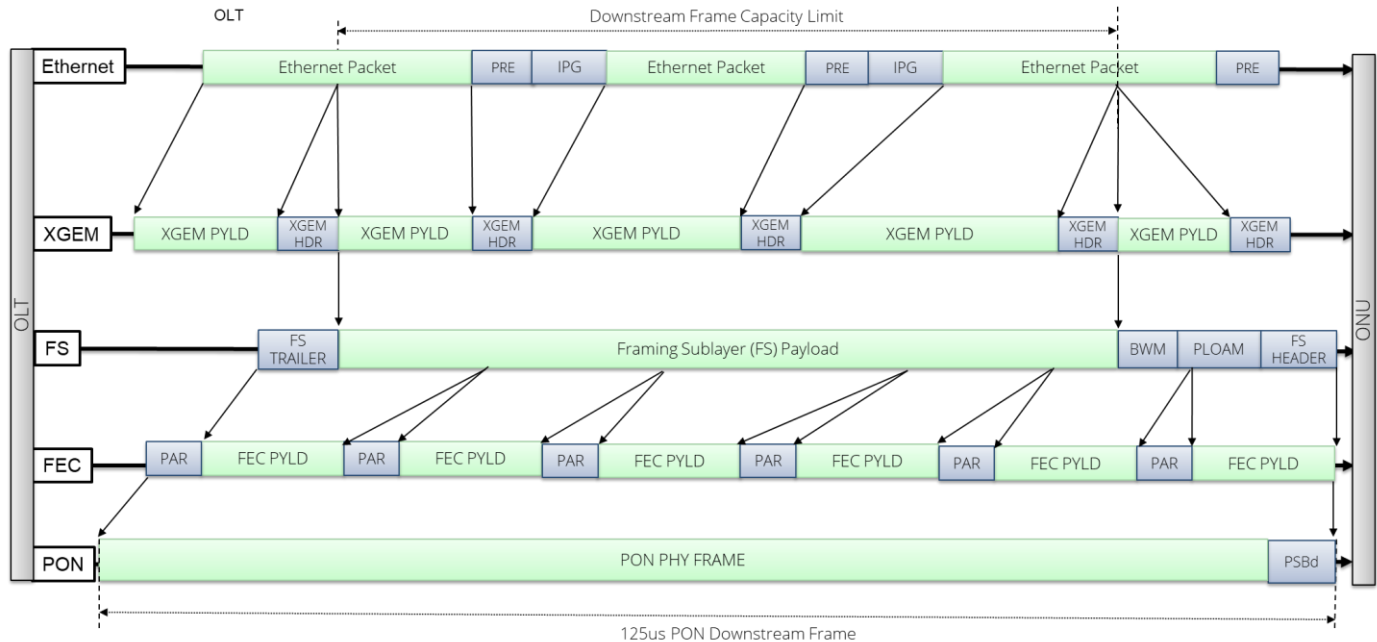 OLT
Downstream Frame Capacity Limit
Ethernet
Ethernet Packet
PRE
IPG
Ethernet Packet
PRE
IPG
Ethernet Packet
PRE
XGEM
XGEM PYLD
XGEM
HDR
XGEM PYLD
XGEM
HDR
XGEM PYLD
XGEM
HDR
XGEM PYLD
XGEM
HDR
XGEM PYLD
XGEM
HDR
OLT
ONU
FS
FS
TRAILER
Framing Sublayer (FS) Payload
BWM
PLOAM
FS
HEADER
FEC
PAR
FEC PYLD
PAR
FEC PYLD
PAR
FEC PYLD
PAR
FEC PYLD
PAR
FEC PYLD
PAR
FEC PYLD
PON
PON PHY FRAME
PSBd
125us PON Downstream Frame